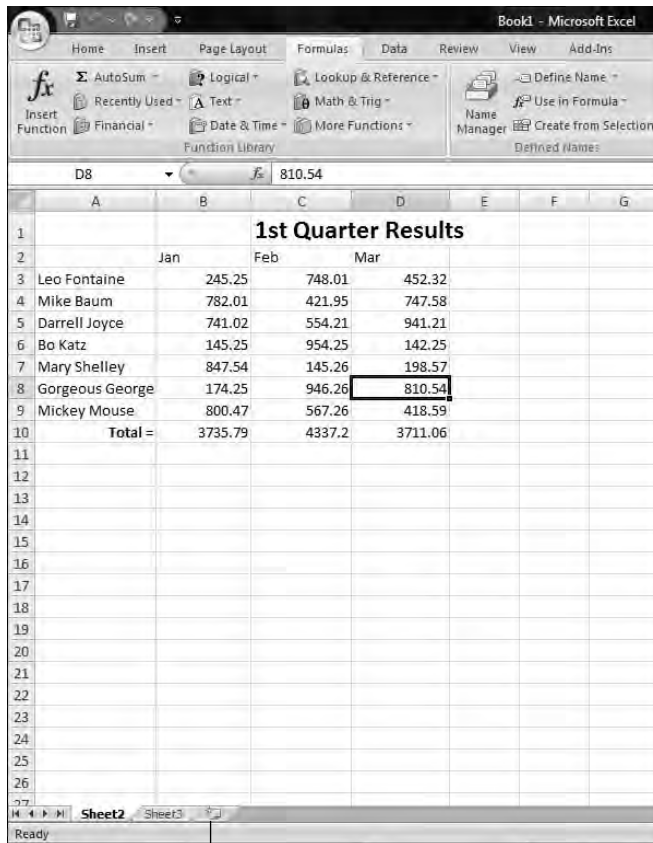 Book1 - Microsoft Excel
Home Insert Page Layout Formulas Data Review View Add-Ins
fx Insert Function
Σ AutoSum
Recently Used
Financial
Logical
Text
Date & Time
Lookup & Reference
Math & Trig
More Functions
Function Library
Name Manager
Define Name
Use in Formula
Create from Selection
Defined Names
D8 fx 810.54
A B C D E F G
1 1st Quarter Results
2 Jan Feb Mar
3 Leo Fontaine 245.25 748.01 452.32
4 Mike Baum 782.01 421.95 747.58
5 Darrell Joyce 741.02 554.21 941.21
6 Bo Katz 145.25 954.25 142.25
7 Mary Shelley 847.54 145.26 198.57
8 Gorgeous George 174.25 946.26 810.54
9 Mickey Mouse 800.47 567.26 418.59
10 Total = 3735.79 4337.2 3711.06
11
12
13
14
15
16
17
18
19
20
21
22
23
24
25
26
27
Sheet2 Sheet3
Ready